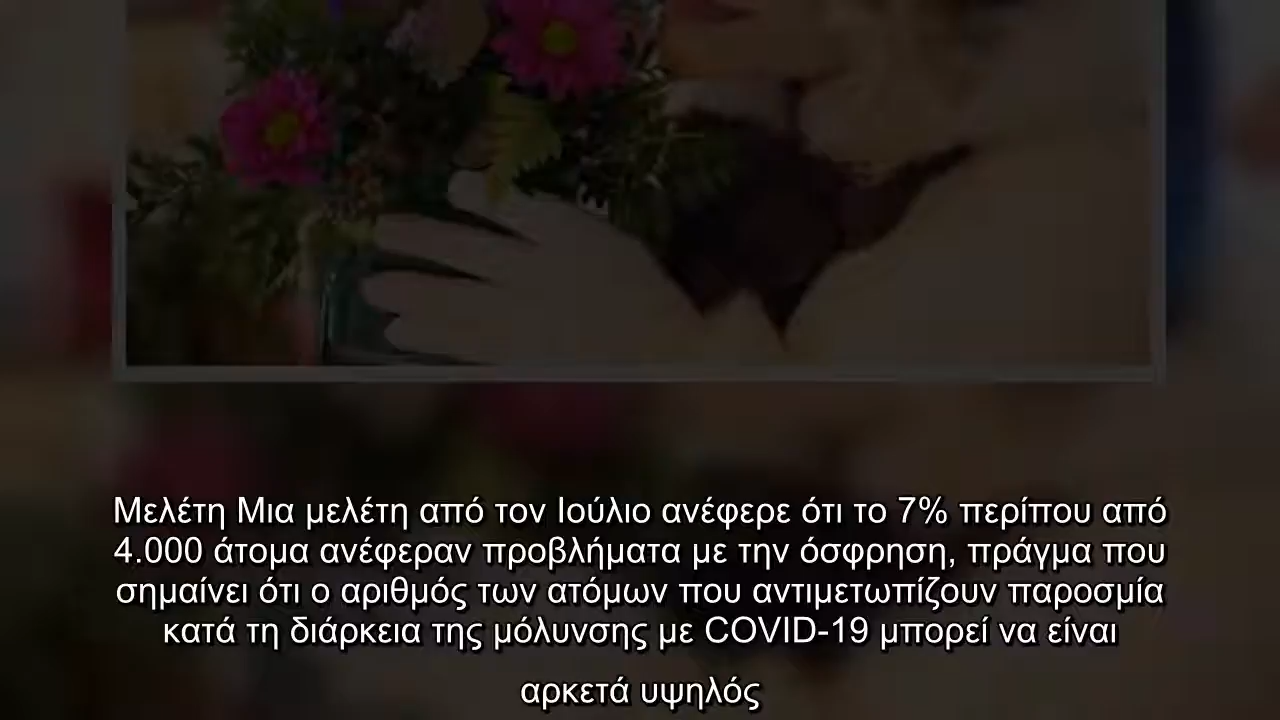 Μελέτη Μια μελέτη από τον Ιούλιο ανέφερε ότι το 7% περίπου από
4.000 άτομα ανέφεραν προβλήματα με την όσφρηση, πράγμα που
σημαίνει ότι ο αριθμός των ατόμων που αντιμετωπίζουν παροσμία
κατά τη διάρκεια της μόλυνσης με COVID-19 μπορεί να είναι
αρκετά υψηλός